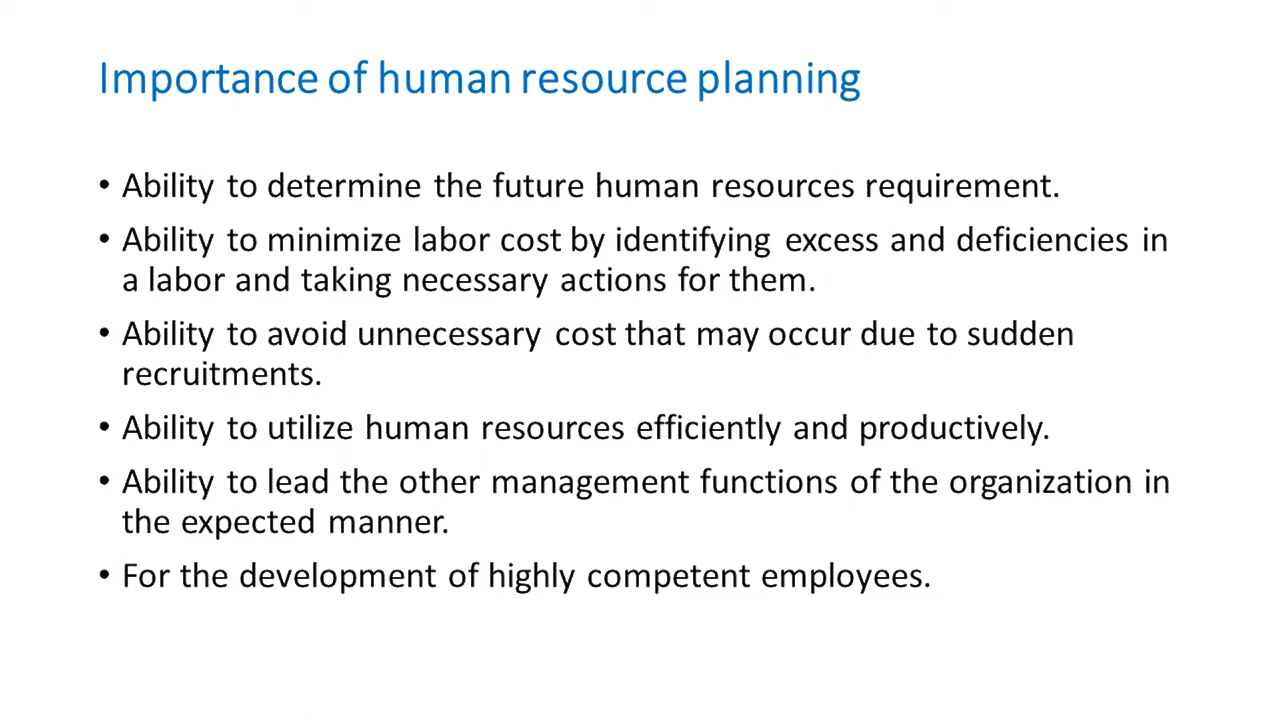 Importance of human resource planning
• Ability to determine the future human resources requirement.
• Ability to minimize labor cost by identifying excess and deficiencies in
a labor and taking necessary actions for them.
• Ability to avoid unnecessary cost that may occur due to sudden
recruitments.
• Ability to utilize human resources efficiently and productively.
• Ability to lead the other management functions of the organization in
the expected manner.
• For the development of highly competent employees.